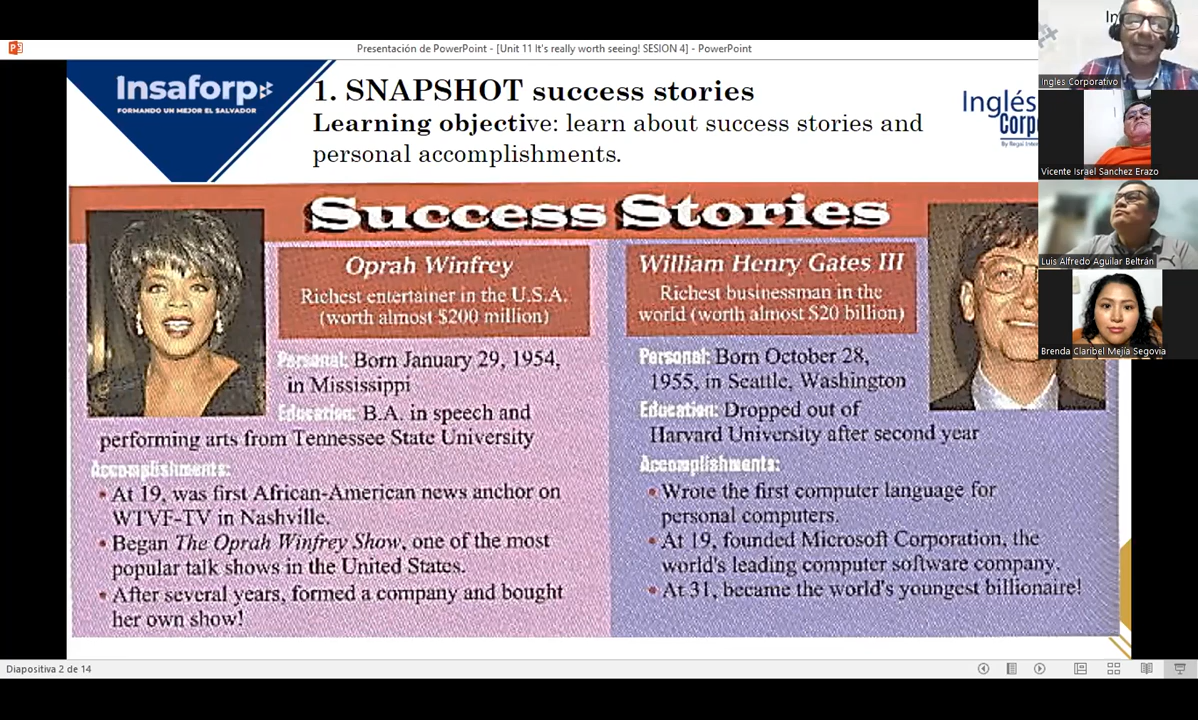 Presentación de PowerPoint - [Unit 11 It's really worth seeing! SESION 4] - PowerPoint
Insaforp
FORMANDO UN MEJOR EL SALVADOR
1. SNAPSHOT success stories
Learning objective: learn about success stories and
personal accomplishments.
Inglés
Corp
Success Stories
Oprah Winfrey
Richest entertainer in the U.S.A.
(worth almost $200 million)
Personal: Born January 29, 1954,
in Mississippi
Education: B.A. in speech and
performing arts from Tennessee State University
Accomplishments:
• At 19, was first African-American news anchor on
WTVF-TV in Nashville.
• Began The Oprah Winfrey Show, one of the most
popular talk shows in the United States.
• After several years, formed a company and bought
her own show!
William Henry Gates III
Richest businessman in the
world (worth almost $20 billion)
Personal: Born October 28,
1955, in Seattle, Washington
Education: Dropped out of
Harvard University after second year
Accomplishments:
• Wrote the first computer language for
personal computers.
• At 19, founded Microsoft Corporation, the
world's leading computer software company.
• At 31, became the world's youngest billionaire!
Ingles Corporativo
Vicente Israel Sanchez Erazo
Luis Alfredo Aguilar Beltrán
Brenda Claribel Mejía Segovia
Diapositiva 2 de 14